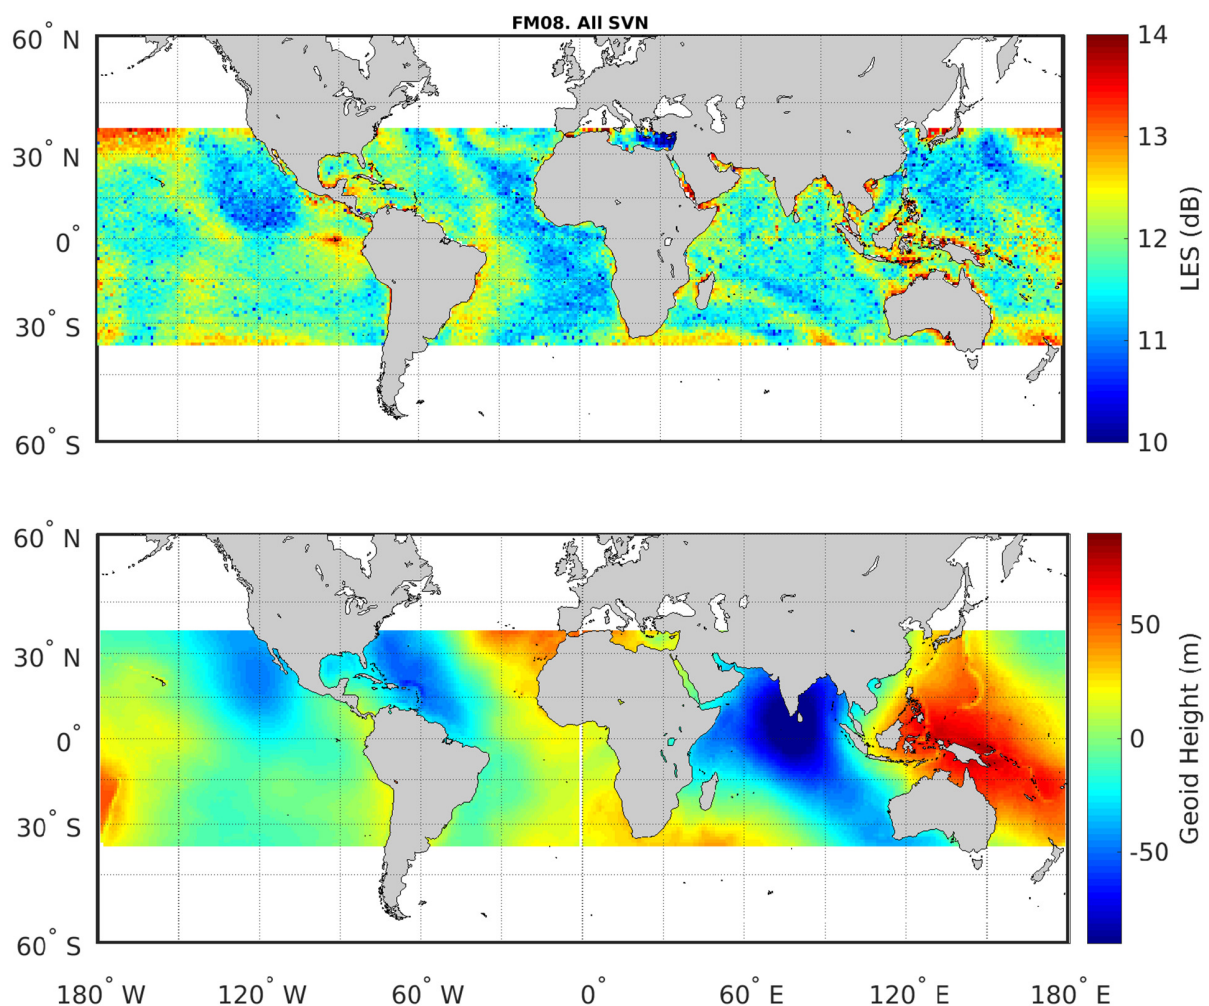 FM08. All SVN
60° N
30° N
0°
30° S
60° S
14
13
12
11
10
LES (dB)
60° N
30° N
0°
30° S
60° S
50
0
-50
Geoid Height (m)
180° W
120° W
60° W
0°
60° E
120° E
180° E